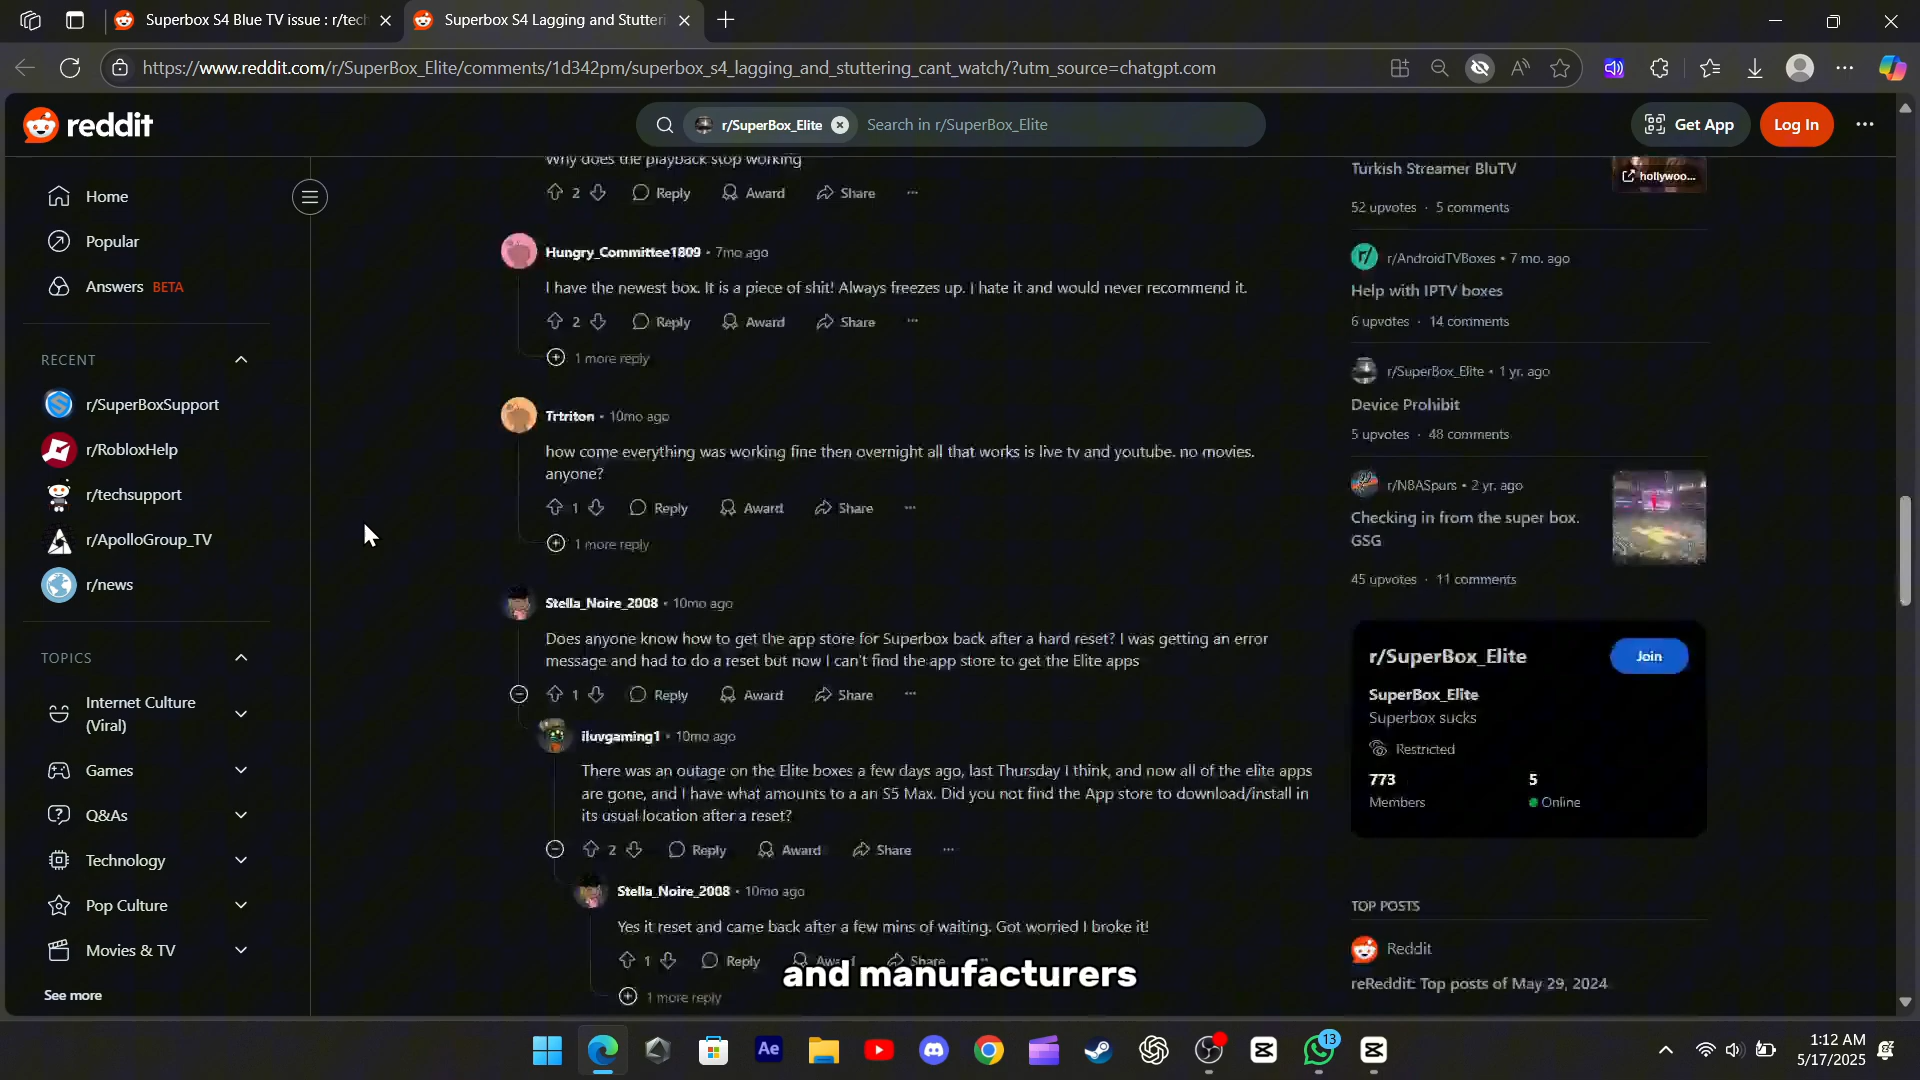 Superbox S4 Blue TV issue : r/tech
Superbox S4 Lagging and Stutteri
https://www.reddit.com/r/SuperBox_Elite/comments/1d342pm/superbox_s4_lagging_and_stuttering_cant_watch/?utm_source=chatgpt.com
reddit
r/SuperBox_Elite
Search in r/SuperBox_Elite
Get App
Log In
Home
Popular
Answers BETA
RECENT
r/SuperBoxSupport
r/RobloxHelp
r/techsupport
r/ApolloGroup_TV
r/news
TOPICS
Internet Culture
(Viral)
Games
Q&As
Technology
Pop Culture
Movies & TV
See more
Why does the playback stop working
2 Reply Award Share
Hungry_Committee1809 • 7mo ago
I have the newest box. It is a piece of shit! Always freezes up. I hate it and would never recommend it.
2 Reply Award Share
1 more reply
Trtriton • 10mo ago
how come everything was working fine then overnight all that works is live tv and youtube. no movies.
anyone?
1 Reply Award Share
1 more reply
Stella_Noire_2008 • 10mo ago
Does anyone know how to get the app store for Superbox back after a hard reset? I was getting an error
message and had to do a reset but now I can't find the app store to get the Elite apps
1 Reply Award Share
iluvgaming1 • 10mo ago
There was an outage on the Elite boxes a few days ago, last Thursday I think, and now all of the elite apps
are gone, and I have what amounts to a an S5 Max. Did you not find the App store to download/install in
its usual location after a reset?
2 Reply Award Share
Stella_Noire_2008 • 10mo ago
Yes it reset and came back after a few mins of waiting. Got worried I broke it!
1 Reply Award Share
and manufacturers
1 more reply
Turkish Streamer BluTV
hollywoo...
52 upvotes · 5 comments
r/AndroidTVBoxes • 7 mo. ago
Help with IPTV boxes
6 upvotes · 14 comments
r/SuperBox_Elite • 1 yr. ago
Device Prohibit
5 upvotes · 48 comments
r/NBASpurs • 2 yr. ago
Checking in from the super box.
GSG
45 upvotes · 11 comments
r/SuperBox_Elite
Join
SuperBox_Elite
Superbox sucks
Restricted
773 5
Members Online
TOP POSTS
Reddit
reReddit: Top posts of May 29, 2024
Ae
13
1:12 AM
5/17/2025